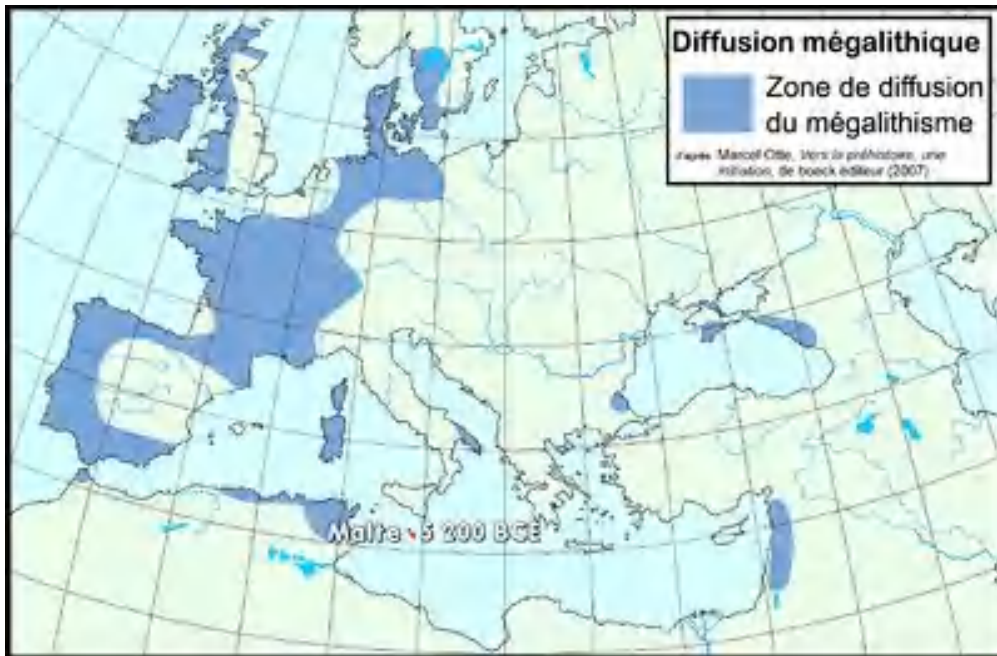 Diffusion mégalithique
Zone de diffusion
du mégalithisme
d'après Marcel Otte, Vers la préhistoire, une
initiation, de boeck éditeur (2007)
Malte 5 200 BCE